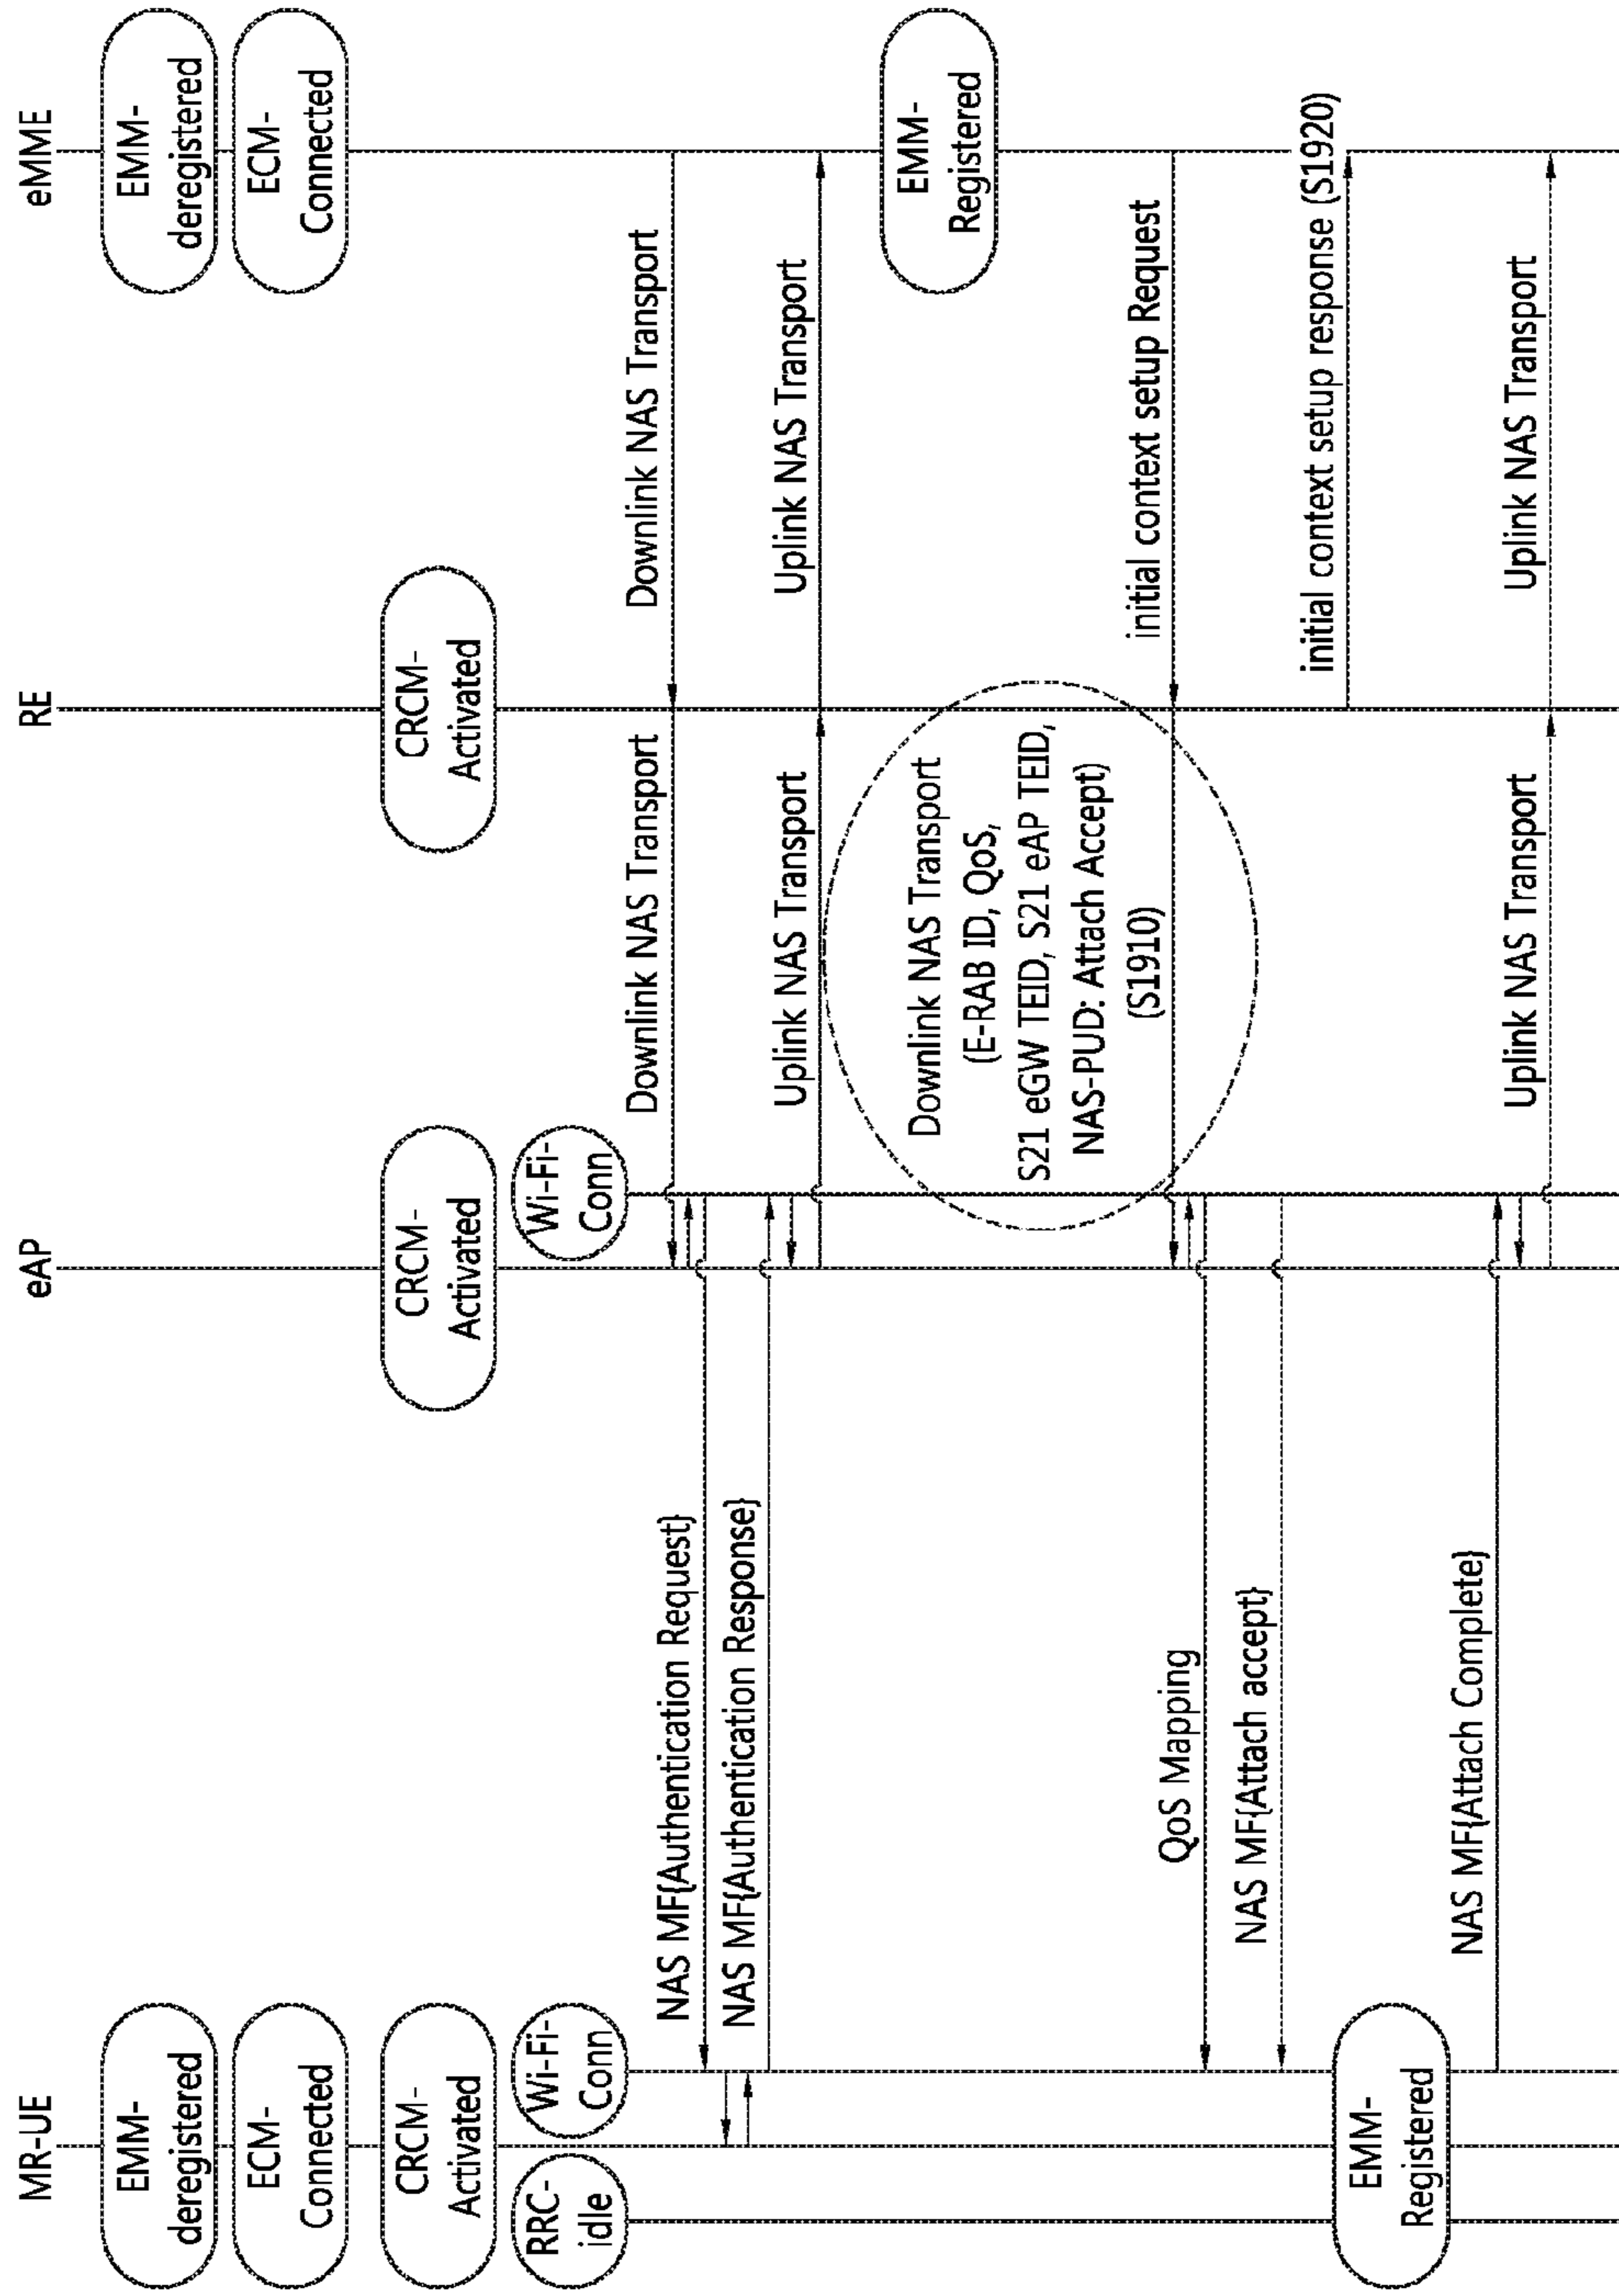 MR-UE
eAP
RE
eMME
EMM-
deregistered
EMM-
deregistered
ECM-
Connected
ECM-
Connected
CRCM-
Activated
CRCM-
Activated
CRCM-
Activated
RRC-
idle
Wi-Fi-
Conn
Wi-Fi-
Conn
Downlink NAS Transport
Downlink NAS Transport
NAS MF{Authentication Request}
NAS MF{Authentication Response}
Uplink NAS Transport
Uplink NAS Transport
EMM-
Registered
Downlink NAS Transport
(E-RAB ID, QoS,
S21 eGW TEID, S21 eAP TEID,
NAS-PUD: Attach Accept)
(S1910)
initial context setup Request
QoS Mapping
NAS MF{Attach accept}
initial context setup response (S1920)
EMM-
Registered
NAS MF{Attach Complete}
Uplink NAS Transport
Uplink NAS Transport